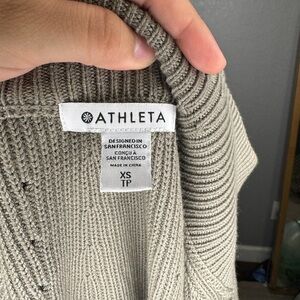 ATHLETA
DESIGNED IN
SAN FRANCISCO
CONÇU À
SAN FRANCISCO
MADE IN CHINA
XS
TP